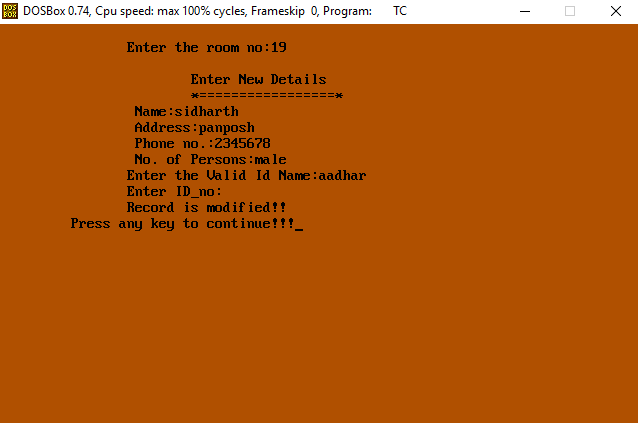 DOS BOX DOSBox 0.74, Cpu speed: max 100% cycles, Frameskip 0, Program: TC
Enter the room no:19
Enter New Details
*=================*
Name:sidharth
Address:panposh
Phone no.:2345678
No. of Persons:male
Enter the Valid Id Name:aadhar
Enter ID_no:
Record is modified!!
Press any key to continue!!!_